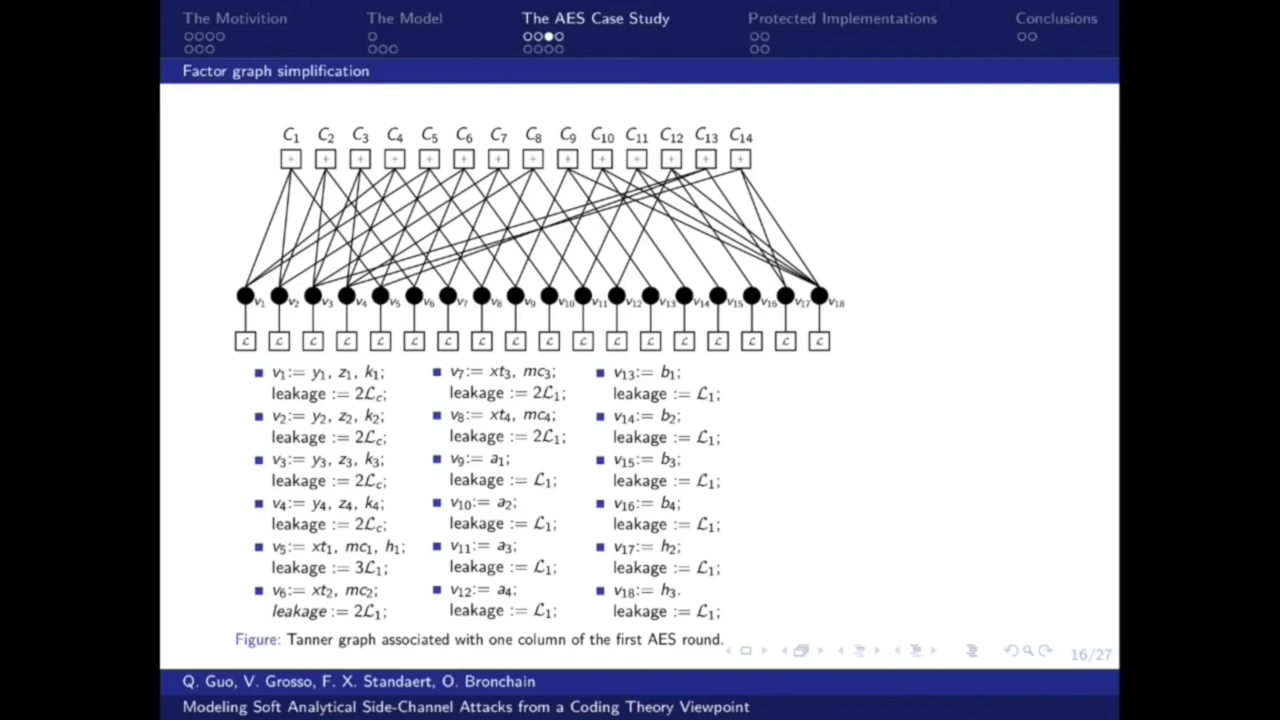 The Motivition The Model The AES Case Study Protected Implementations Conclusions
Factor graph simplification
C1 C2 C3 C4 C5 C6 C7 C8 C9 C10 C11 C12 C13 C14
+ + + + + + + + + + + + + +
v1 v2 v3 v4 v5 v6 v7 v8 v9 v10 v11 v12 v13 v14 v15 v16 v17 v18
ℒ ℒ ℒ ℒ ℒ ℒ ℒ ℒ ℒ ℒ ℒ ℒ ℒ ℒ ℒ ℒ ℒ ℒ
v1:= y1, z1, k1;
leakage := 2ℒc;
v2:= y2, z2, k2;
leakage := 2ℒc;
v3:= y3, z3, k3;
leakage := 2ℒc;
v4:= y4, z4, k4;
leakage := 2ℒc;
v5:= xt1, mc1, h1;
leakage := 3ℒ1;
v6:= xt2, mc2;
leakage := 2ℒ1;
v7:= xt3, mc3;
leakage := 2ℒ1;
v8:= xt4, mc4;
leakage := 2ℒ1;
v9:= a1;
leakage := ℒ1;
v10:= a2;
leakage := ℒ1;
v11:= a3;
leakage := ℒ1;
v12:= a4;
leakage := ℒ1;
v13:= b1;
leakage := ℒ1;
v14:= b2;
leakage := ℒ1;
v15:= b3;
leakage := ℒ1;
v16:= b4;
leakage := ℒ1;
v17:= h2;
leakage := ℒ1;
v18:= h3.
leakage := ℒ1;
Figure: Tanner graph associated with one column of the first AES round.
16/27
Q. Guo, V. Grosso, F. X. Standaert, O. Bronchain
Modeling Soft Analytical Side-Channel Attacks from a Coding Theory Viewpoint